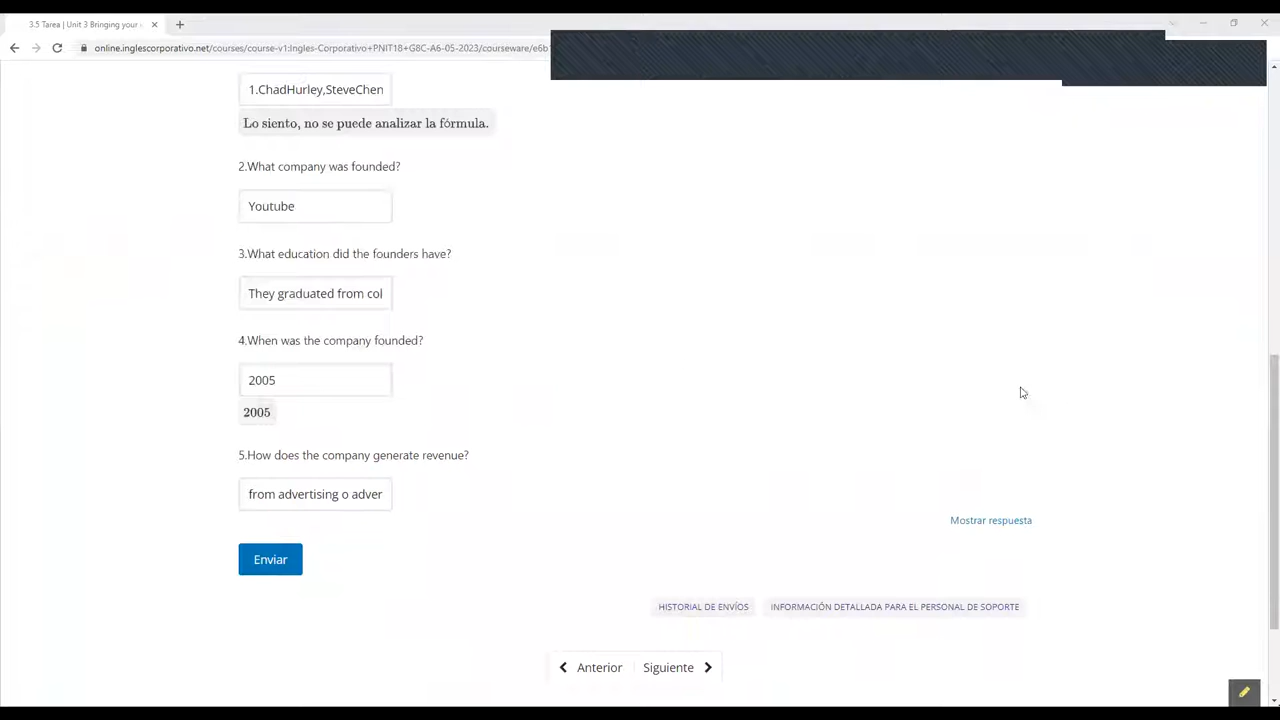 3.5 Tarea | Unit 3 Bringing your
online.inglescorporativo.net/courses/course-v1:Ingles-Corporativo+PNIT18+G8C-A6-05-2023/courseware/e6b1
1.ChadHurley,SteveChen
Lo siento, no se puede analizar la fórmula.
2.What company was founded?
Youtube
3.What education did the founders have?
They graduated from col
4.When was the company founded?
2005
2005
5.How does the company generate revenue?
from advertising o adver
Mostrar respuesta
Enviar
HISTORIAL DE ENVÍOS INFORMACIÓN DETALLADA PARA EL PERSONAL DE SOPORTE
Anterior Siguiente